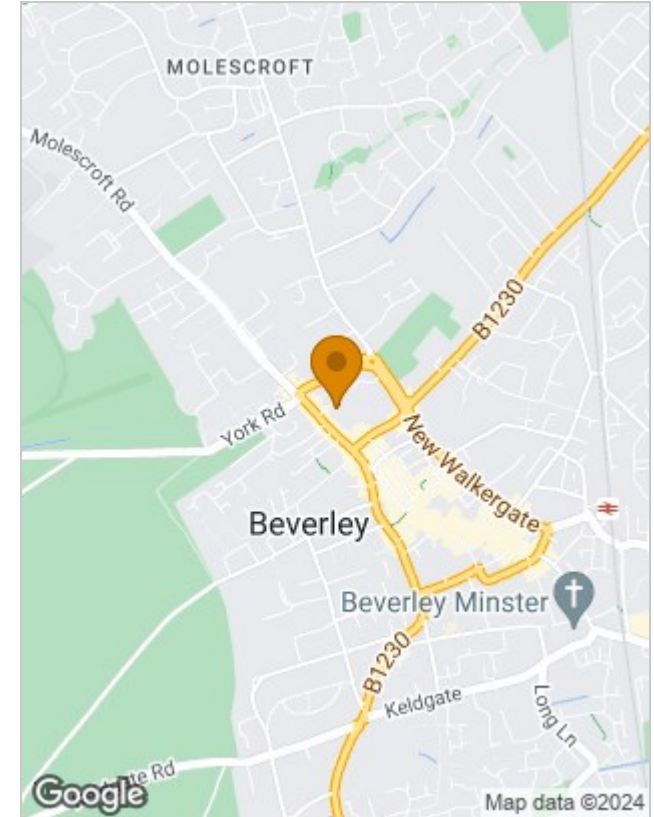 MOLESCROFT
Molescroft Rd
B1230
York Rd
New Walkergate
Beverley
Beverley Minster
B1230
Keldgate
Long Ln
Rd
Google
Map data ©2024